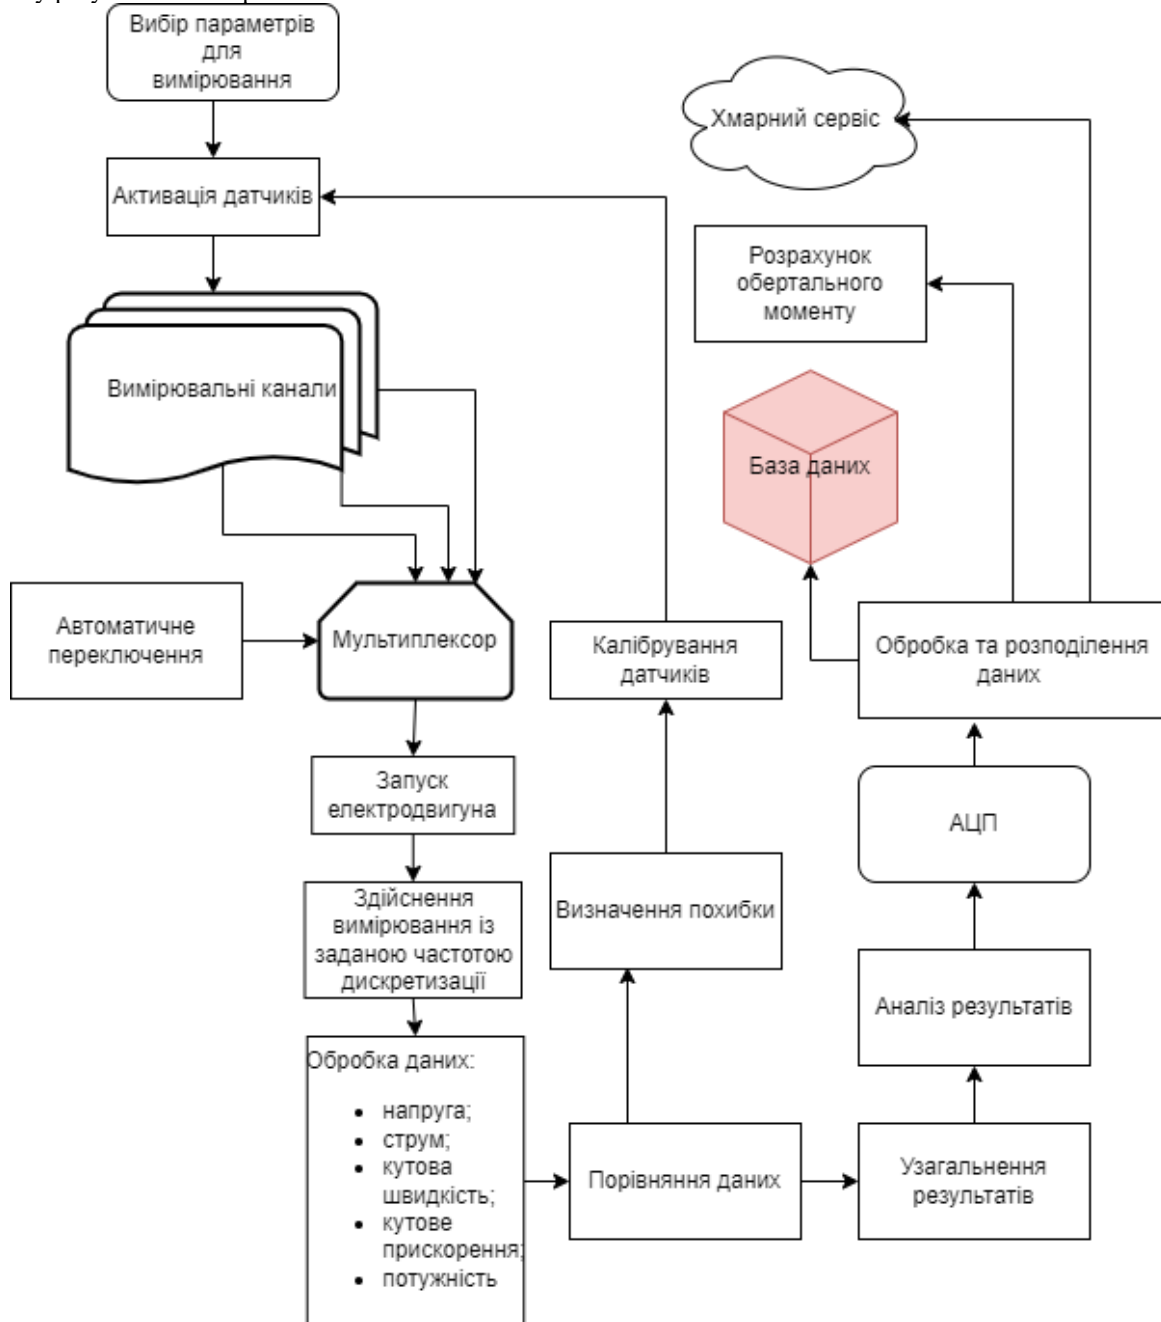 Вибір параметрів
для
вимірювання
Хмарний сервіс
Активація датчиків
Розрахунок
обертального
моменту
Вимірювальні канали
База даних
Автоматичне
переключення
Мультиплексор
Калібрування
датчиків
Обробка та розподілення
даних
Запуск
електродвигуна
АЦП
Здійснення
вимірювання із
заданою частотою
дискретизації
Визначення похибки
Аналіз результатів
Обробка даних:
• напруга;
• струм;
• кутова
швидкість;
• кутове
прискорення;
• потужність
Порівняння даних
Узагальнення
результатів